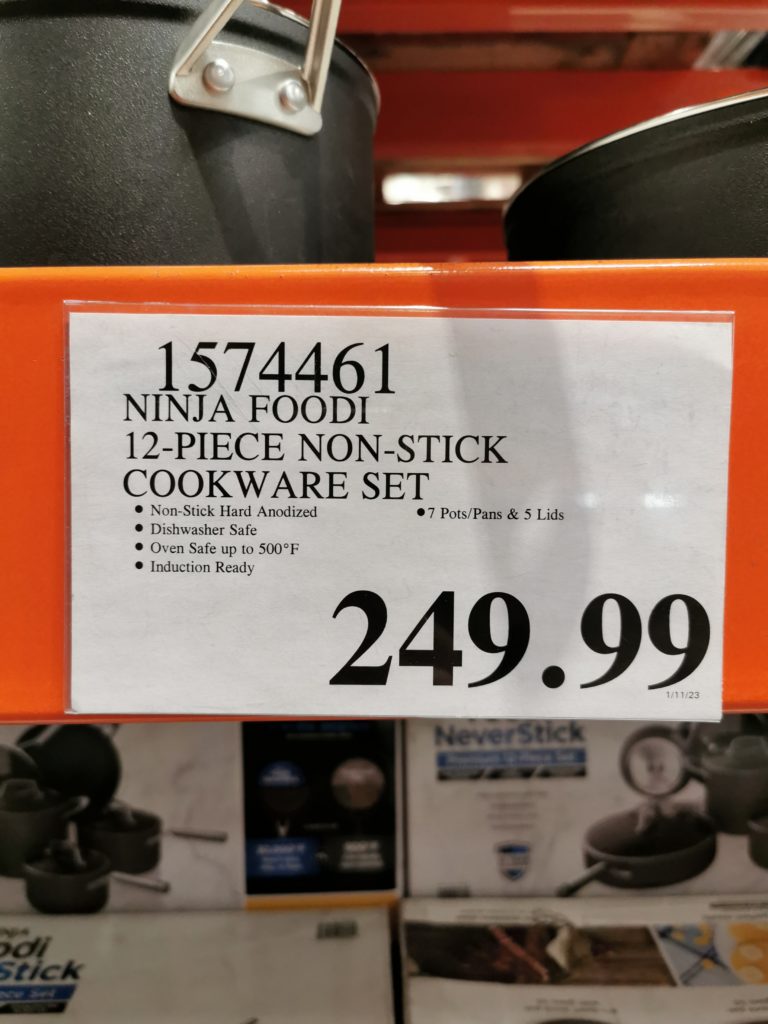 1574461
NINJA FOODI
12-PIECE NON-STICK
COOKWARE SET
• Non-Stick Hard Anodized
• Dishwasher Safe
• Oven Safe up to 500°F
• Induction Ready
• 7 Pots/Pans & 5 Lids
249.99
1/11/23
NeverStick
odi
Stick